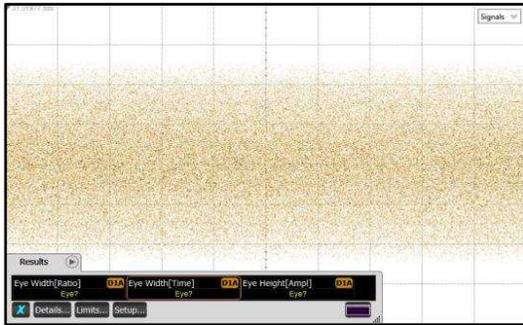 Signals
Results
Eye Width[Ratio] D1A Eye Width[Time] D1A Eye Height[Ampl] D1A
Eye? Eye? Eye?
X Details... Limits... Setup...